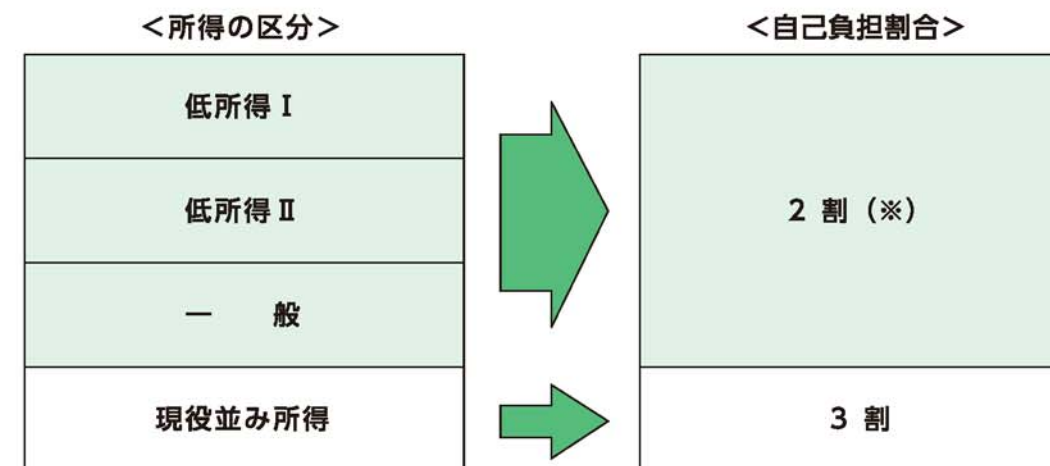 <所得の区分>
低所得Ⅰ
低所得Ⅱ
一　般
現役並み所得
<自己負担割合>
2 割(※)
3 割